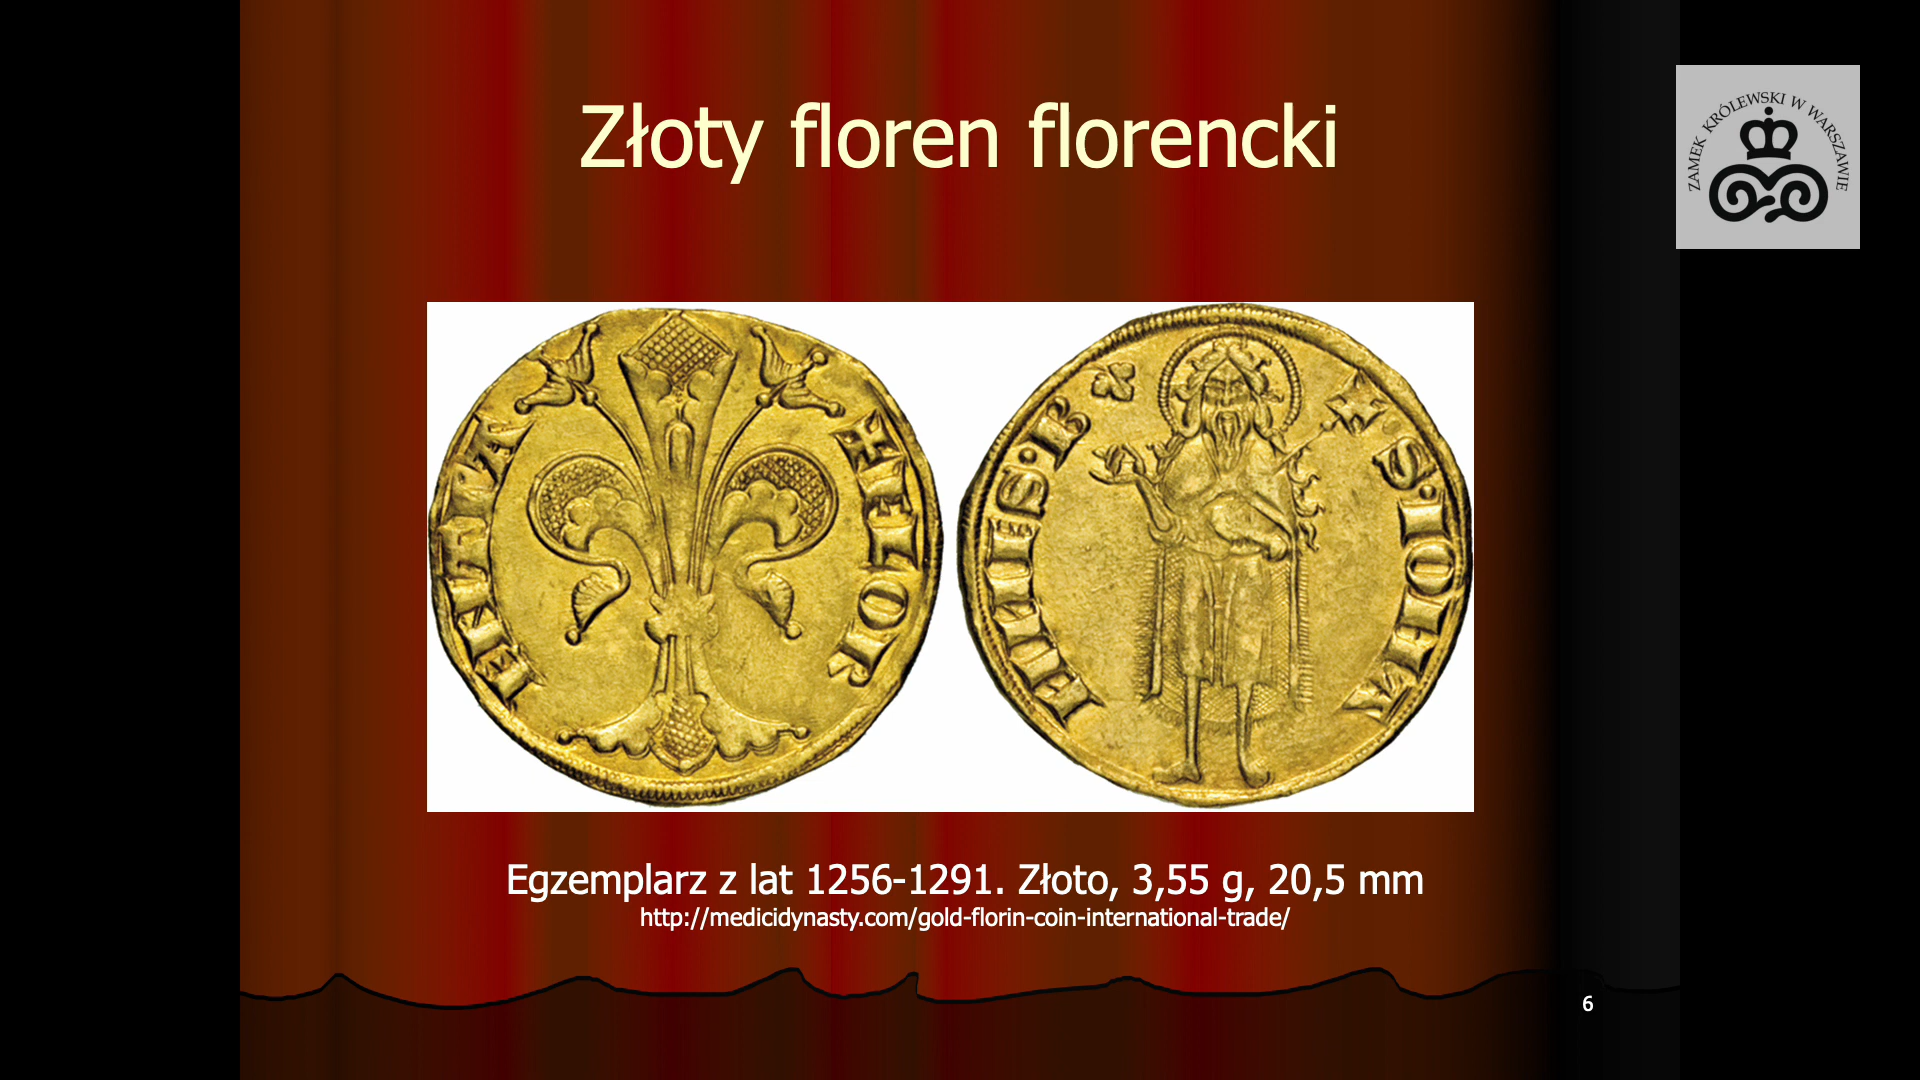 Złoty floren florencki
ZAMEK KRÓLEWSKI W WARSZAWIE
✠ FLOR ENTIA
✠ S · IOHA NNES · B
Egzemplarz z lat 1256-1291. Złoto, 3,55 g, 20,5 mm
http://medicidynasty.com/gold-florin-coin-international-trade/
6